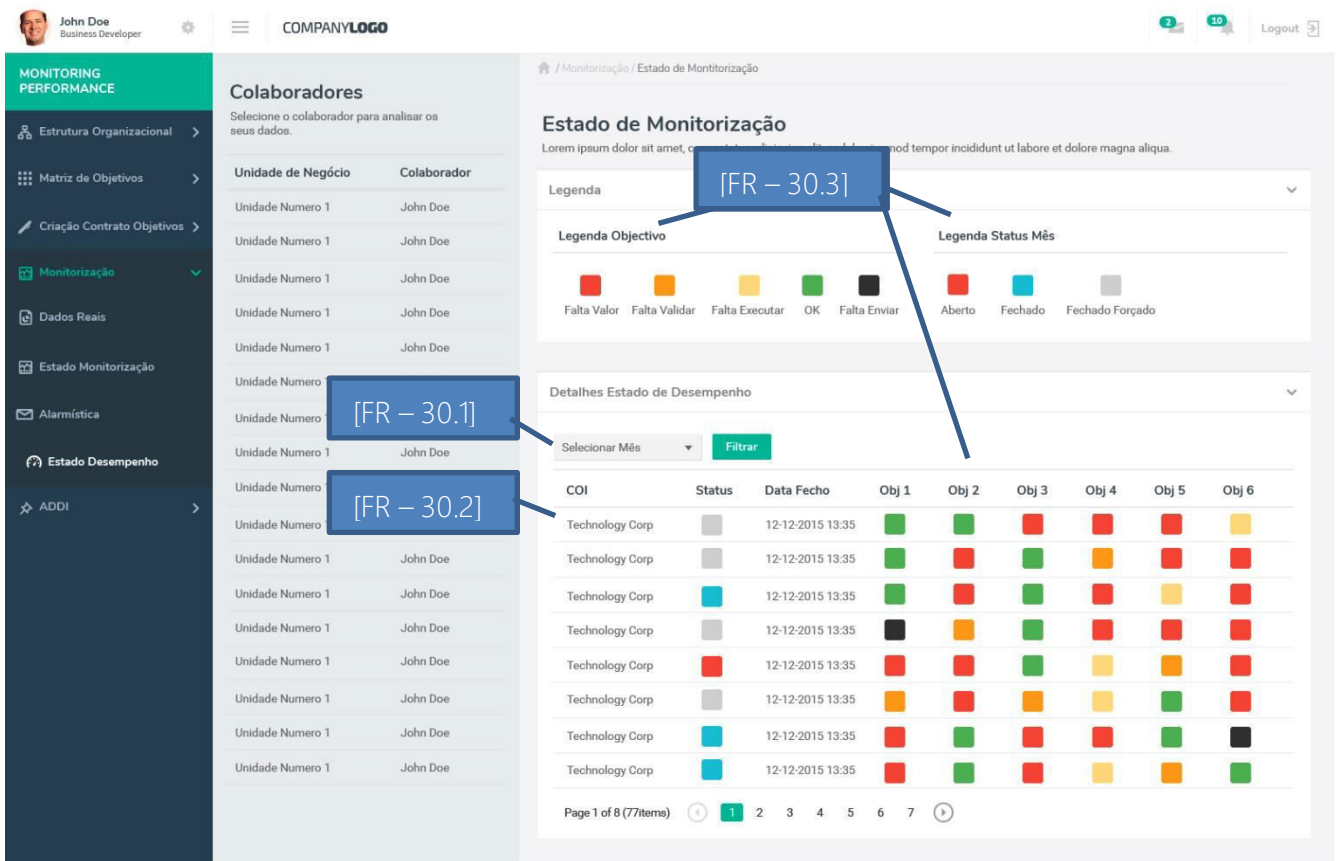 John Doe
Business Developer
COMPANYLOGO
2
10
Logout
MONITORING
PERFORMANCE
Estrutura Organizacional
Matriz de Objetivos
Criação Contrato Objetivos
Monitorização
Dados Reais
Estado Monitorização
Alarmística
Estado Desempenho
ADDI
Colaboradores
Selecione o colaborador para analisar os
seus dados.
Unidade de Negócio Colaborador
Unidade Numero 1 John Doe
Unidade Numero 1 John Doe
Unidade Numero 1 John Doe
Unidade Numero 1 John Doe
Unidade Numero 1 John Doe
Unidade Numero
Unidade Numero
Unidade Numero 1 John Doe
Unidade Numero
Unidade Numero
Unidade Numero 1 John Doe
Unidade Numero 1 John Doe
Unidade Numero 1 John Doe
Unidade Numero 1 John Doe
Unidade Numero 1 John Doe
Unidade Numero 1 John Doe
Unidade Numero 1 John Doe
/ Monitorização / Estado de Montitorização
Estado de Monitorização
Lorem ipsum dolor sit amet, tempor incididunt ut labore et dolore magna aliqua.
[FR – 30.3]
Legenda
Legenda Objectivo
Falta Valor Falta Validar Falta Executar OK Falta Enviar
Legenda Status Mês
Aberto Fechado Fechado Forçado
Detalhes Estado de Desempenho
[FR – 30.1]
Selecionar Mês Filtrar
[FR – 30.2]
COI Status Data Fecho Obj 1 Obj 2 Obj 3 Obj 4 Obj 5 Obj 6
Technology Corp 12-12-2015 13:35
Technology Corp 12-12-2015 13:35
Technology Corp 12-12-2015 13:35
Technology Corp 12-12-2015 13:35
Technology Corp 12-12-2015 13:35
Technology Corp 12-12-2015 13:35
Technology Corp 12-12-2015 13:35
Technology Corp 12-12-2015 13:35
Page 1 of 8 (77items) 1 2 3 4 5 6 7